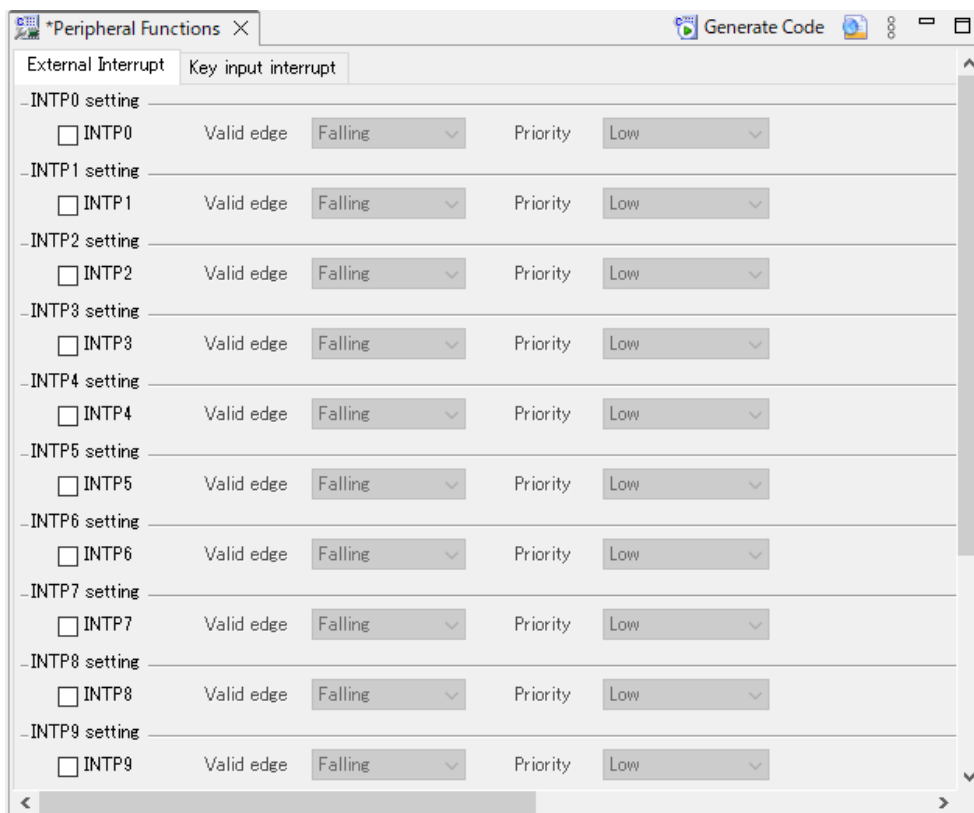 *Peripheral Functions Generate Code
External Interrupt Key input interrupt
INTP0 setting
INTP0 Valid edge Falling Priority Low
INTP1 setting
INTP1 Valid edge Falling Priority Low
INTP2 setting
INTP2 Valid edge Falling Priority Low
INTP3 setting
INTP3 Valid edge Falling Priority Low
INTP4 setting
INTP4 Valid edge Falling Priority Low
INTP5 setting
INTP5 Valid edge Falling Priority Low
INTP6 setting
INTP6 Valid edge Falling Priority Low
INTP7 setting
INTP7 Valid edge Falling Priority Low
INTP8 setting
INTP8 Valid edge Falling Priority Low
INTP9 setting
INTP9 Valid edge Falling Priority Low